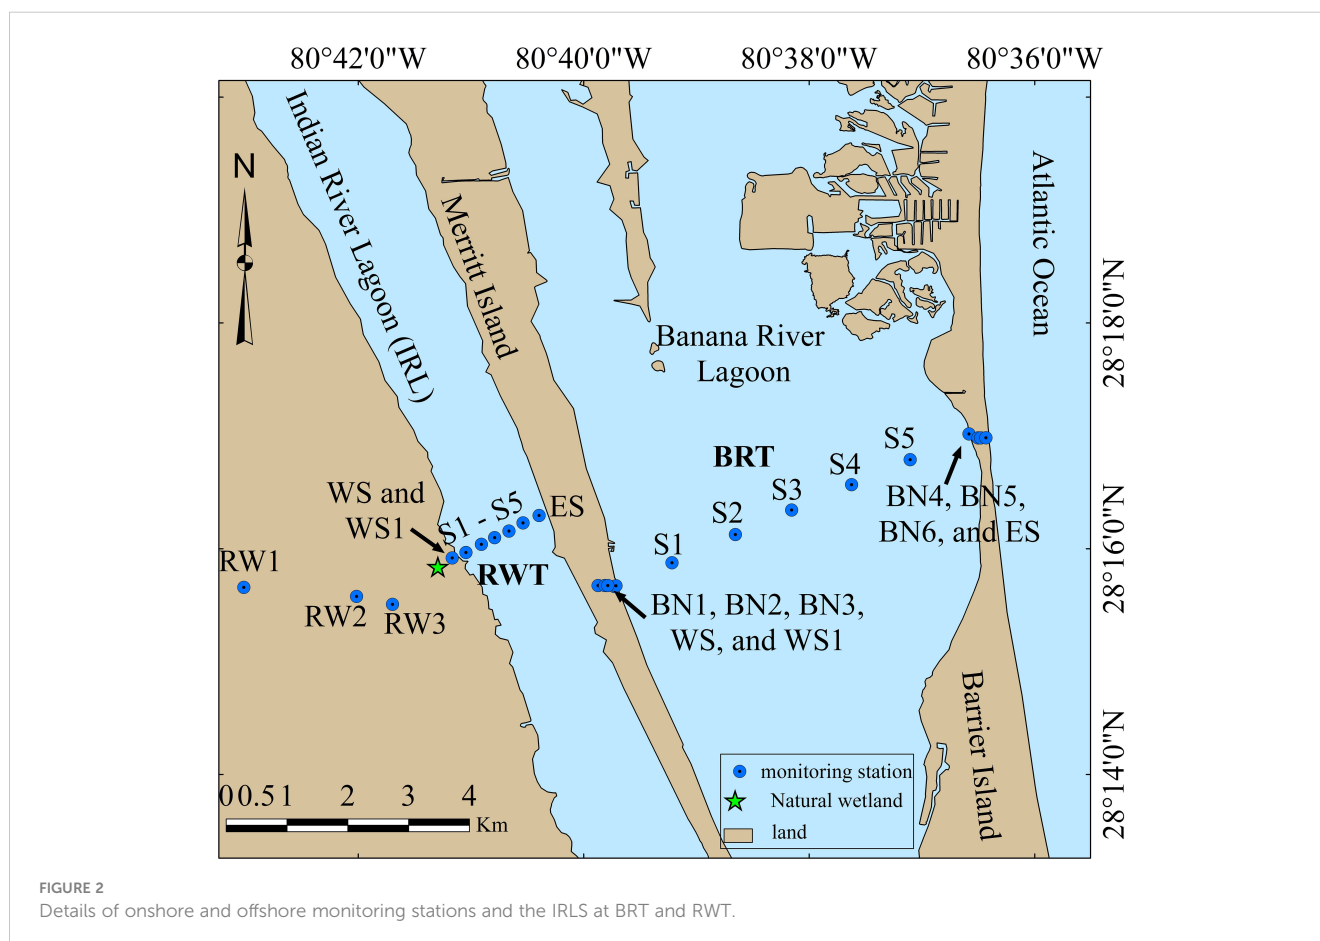 80°42'0"W 80°40'0"W 80°38'0"W 80°36'0"W
N
Indian River Lagoon (IRL)
Merritt Island
Atlantic Ocean
28°18'0"N
Banana River
Lagoon
BRT
S5
S4
S3
S2
S1
BN4, BN5,
BN6, and ES
WS and
WS1
S1 - S5
ES
RWT
28°16'0"N
RW1
RW2
RW3
BN1, BN2, BN3,
WS, and WS1
Barrier Island
28°14'0"N
0 0.5 1 2 3 4
Km
monitoring station
Natural wetland
land
FIGURE 2
Details of onshore and offshore monitoring stations and the IRLS at BRT and RWT.